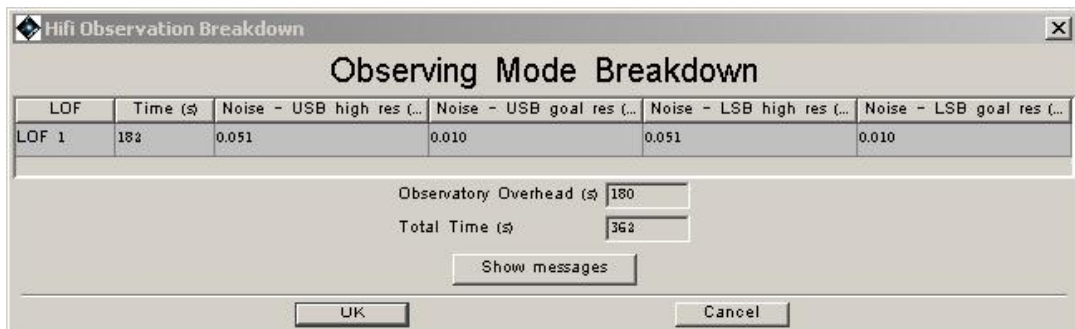 Hifi Observation Breakdown
Observing Mode Breakdown
LOF Time (s) Noise - USB high res (... Noise - USB goal res (... Noise - LSB high res (... Noise - LSB goal res (...
LOF 1 182 0.051 0.010 0.051 0.010
Observatory Overhead (s) 180
Total Time (s) 362
Show messages
UK Cancel